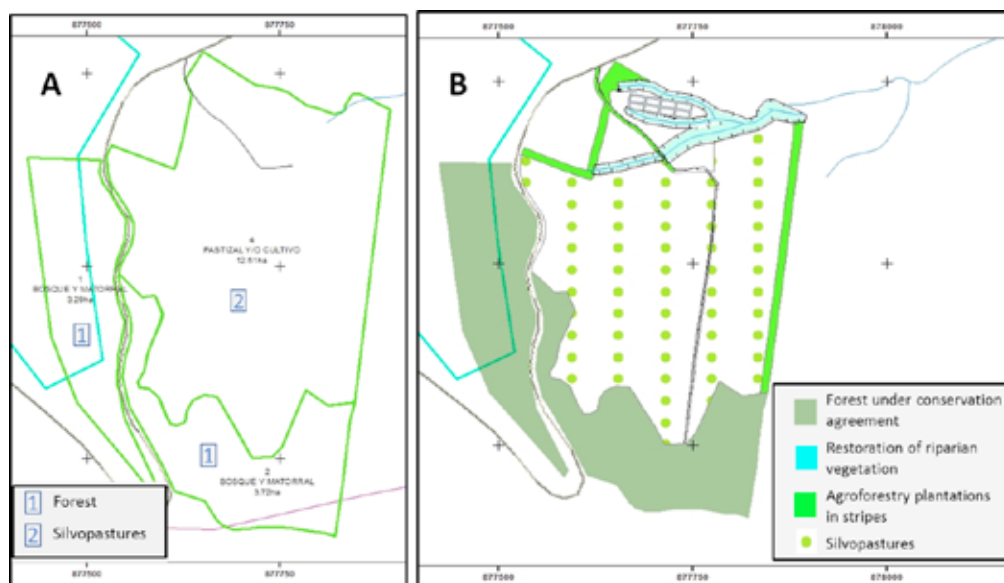 877500 877750
A
4
PASTIZAL Y/O CULTIVO
12.51ha
2
1
BOSQUE Y MATORRAL
3.29ha
1
1
2
BOSQUE Y MATORRAL
3.72ha
1 Forest
2 Silvopastures
877500 877750
877500 877750 878000
B
Forest under conservation
agreement
Restoration of riparian
vegetation
Agroforestry plantations
in stripes
Silvopastures
877500 877750 878000